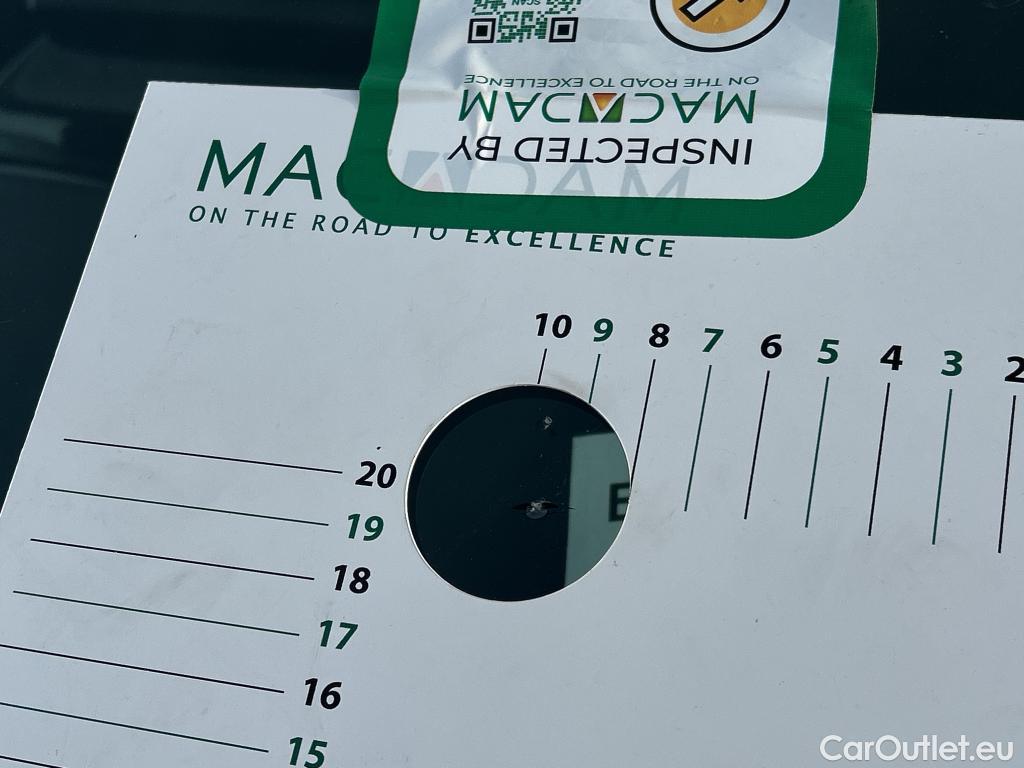 SCAN
ON THE ROAD TO EXCELLENCE
MACADAM
INSPECTED BY
MACADAM
ON THE ROAD TO EXCELLENCE
10 9 8 7 6 5 4 3 2
20
19
18
17
16
15
CarOutlet.eu